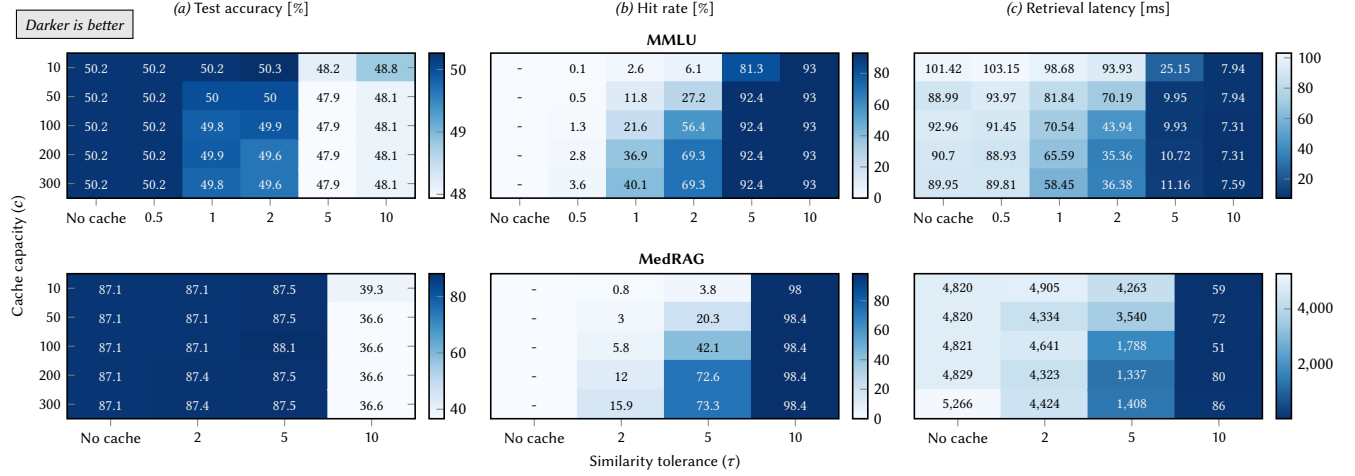 (a) Test accuracy [%] (b) Hit rate [%] (c) Retrieval latency [ms]
Darker is better
MMLU
10 50.2 50.2 50.2 50.3 48.2 48.8
50 50.2 50.2 50 50 47.9 48.1
100 50.2 50.2 49.8 49.9 47.9 48.1
200 50.2 50.2 49.9 49.6 47.9 48.1
300 50.2 50.2 49.8 49.6 47.9 48.1
No cache 0.5 1 2 5 10
50
49
48
- 0.1 2.6 6.1 81.3 93
- 0.5 11.8 27.2 92.4 93
- 1.3 21.6 56.4 92.4 93
- 2.8 36.9 69.3 92.4 93
- 3.6 40.1 69.3 92.4 93
No cache 0.5 1 2 5 10
80
60
40
20
0
101.42 103.15 98.68 93.93 25.15 7.94
88.99 93.97 81.84 70.19 9.95 7.94
92.96 91.45 70.54 43.94 9.93 7.31
90.7 88.93 65.59 35.36 10.72 7.31
89.95 89.81 58.45 36.38 11.16 7.59
No cache 0.5 1 2 5 10
100
80
60
40
20
Cache capacity (c)
MedRAG
10 87.1 87.1 87.5 39.3
50 87.1 87.1 87.5 36.6
100 87.1 87.1 88.1 36.6
200 87.1 87.4 87.5 36.6
300 87.1 87.4 87.5 36.6
No cache 2 5 10
80
60
40
- 0.8 3.8 98
- 3 20.3 98.4
- 5.8 42.1 98.4
- 12 72.6 98.4
- 15.9 73.3 98.4
No cache 2 5 10
80
60
40
20
0
4,820 4,905 4,263 59
4,820 4,334 3,540 72
4,821 4,641 1,788 51
4,829 4,323 1,337 80
5,266 4,424 1,408 86
No cache 2 5 10
4,000
2,000
Similarity tolerance (τ)